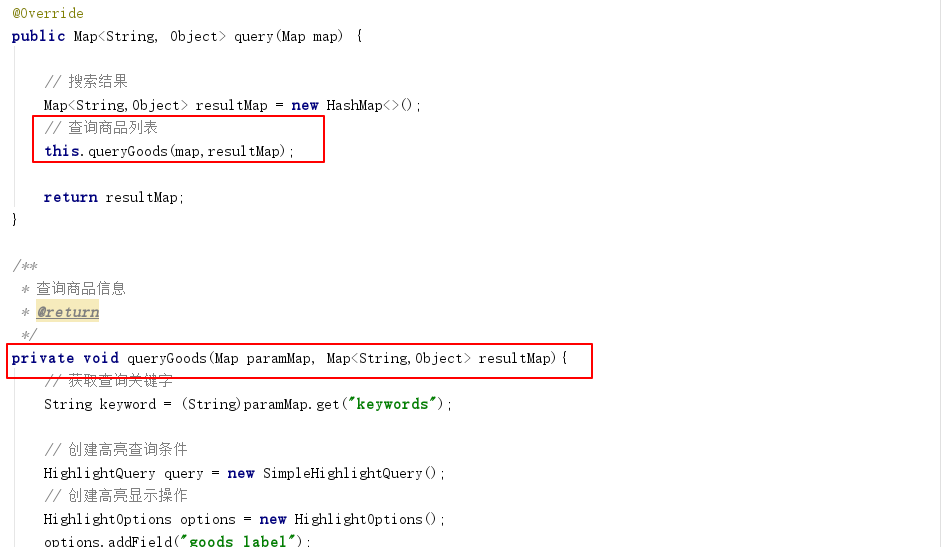 @Override
public Map<String, Object> query(Map map) {
// 搜索结果
Map<String,Object> resultMap = new HashMap<>();
// 查询商品列表
this.queryGoods(map,resultMap);
return resultMap;
}
/**
* 查询商品信息
* @return
*/
private void queryGoods(Map paramMap, Map<String,Object> resultMap){
// 获取查询关键字
String keyword = (String)paramMap.get("keywords");
// 创建高亮查询条件
HighlightQuery query = new SimpleHighlightQuery();
// 创建高亮显示操作
HighlightOptions options = new HighlightOptions();
options.addField("goods_label");